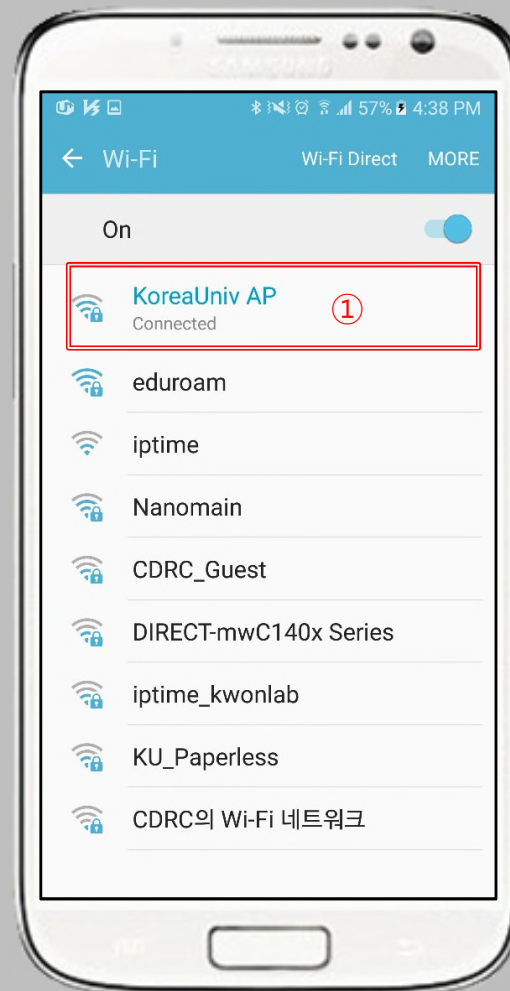 SAMSUNG
57% 4:38 PM
Wi-Fi Wi-Fi Direct MORE
On
KoreaUniv AP
Connected
①
eduroam
iptime
Nanomain
CDRC_Guest
DIRECT-mwC140x Series
iptime_kwonlab
KU_Paperless
CDRC의 Wi-Fi 네트워크